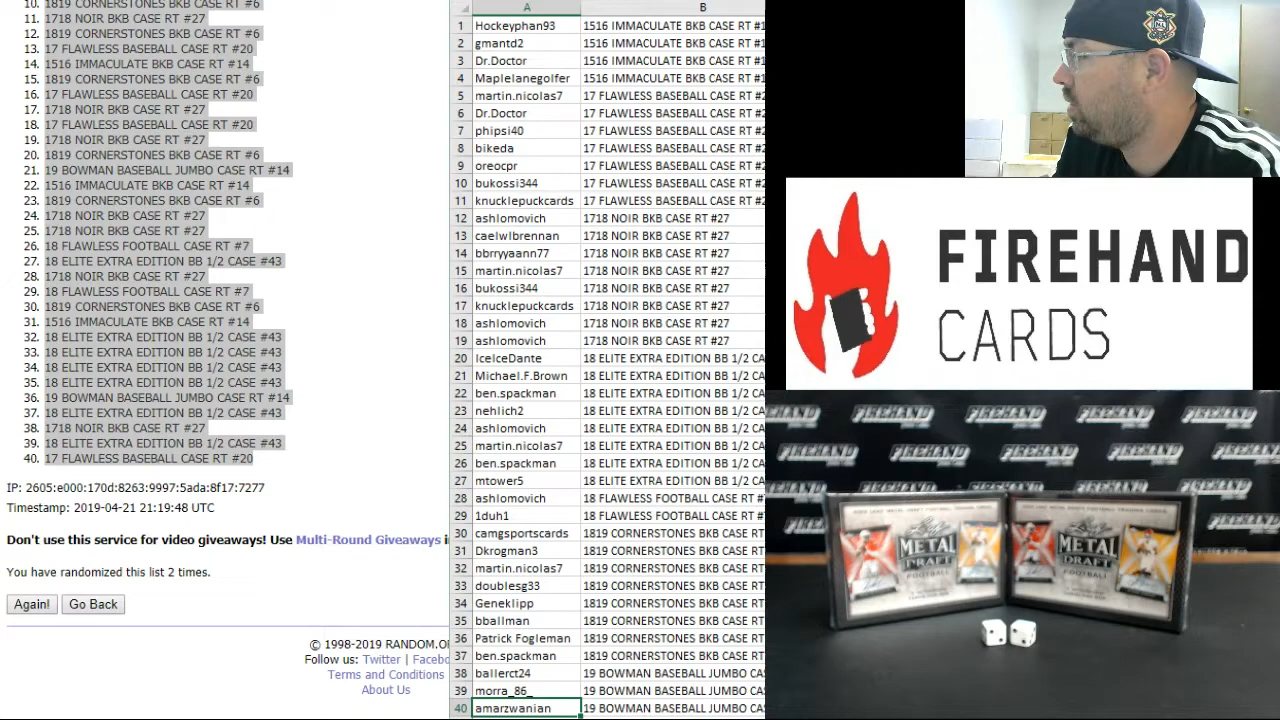 10. 1819 CORNERSTONES BKB CASE RT #6
11. 1718 NOIR BKB CASE RT #27
12. 1819 CORNERSTONES BKB CASE RT #6
13. 17 FLAWLESS BASEBALL CASE RT #20
14. 1516 IMMACULATE BKB CASE RT #14
15. 1819 CORNERSTONES BKB CASE RT #6
16. 17 FLAWLESS BASEBALL CASE RT #20
17. 1718 NOIR BKB CASE RT #27
18. 17 FLAWLESS BASEBALL CASE RT #20
19. 1718 NOIR BKB CASE RT #27
20. 1819 CORNERSTONES BKB CASE RT #6
21. 19 BOWMAN BASEBALL JUMBO CASE RT #14
22. 1516 IMMACULATE BKB CASE RT #14
23. 1819 CORNERSTONES BKB CASE RT #6
24. 1718 NOIR BKB CASE RT #27
25. 1718 NOIR BKB CASE RT #27
26. 18 FLAWLESS FOOTBALL CASE RT #7
27. 18 ELITE EXTRA EDITION BB 1/2 CASE #43
28. 1718 NOIR BKB CASE RT #27
29. 18 FLAWLESS FOOTBALL CASE RT #7
30. 1819 CORNERSTONES BKB CASE RT #6
31. 1516 IMMACULATE BKB CASE RT #14
32. 18 ELITE EXTRA EDITION BB 1/2 CASE #43
33. 18 ELITE EXTRA EDITION BB 1/2 CASE #43
34. 18 ELITE EXTRA EDITION BB 1/2 CASE #43
35. 18 ELITE EXTRA EDITION BB 1/2 CASE #43
36. 19 BOWMAN BASEBALL JUMBO CASE RT #14
37. 18 ELITE EXTRA EDITION BB 1/2 CASE #43
38. 1718 NOIR BKB CASE RT #27
39. 18 ELITE EXTRA EDITION BB 1/2 CASE #43
40. 17 FLAWLESS BASEBALL CASE RT #20
IP: 2605:e000:170d:8263:9997:5ada:8f17:7277
Timestamp: 2019-04-21 21:19:48 UTC
Don't use this service for video giveaways! Use Multi-Round Giveaways i
You have randomized this list 2 times.
Again! Go Back
© 1998-2019 RANDOM.O
Follow us: Twitter | Facebo
Terms and Conditions
About Us
A B
1 Hockeyphan93 1516 IMMACULATE BKB CASE RT #1
2 gmantd2 1516 IMMACULATE BKB CASE RT #1
3 Dr.Doctor 1516 IMMACULATE BKB CASE RT #1
4 Maplelanegolfer 1516 IMMACULATE BKB CASE RT #1
5 martin.nicolas7 17 FLAWLESS BASEBALL CASE RT #2
6 Dr.Doctor 17 FLAWLESS BASEBALL CASE RT #2
7 phipsi40 17 FLAWLESS BASEBALL CASE RT #2
8 bikeda 17 FLAWLESS BASEBALL CASE RT #2
9 oreocpr 17 FLAWLESS BASEBALL CASE RT #2
10 bukossi344 17 FLAWLESS BASEBALL CASE RT #2
11 knucklepuckcards 17 FLAWLESS BASEBALL CASE RT #2
12 ashlomovich 1718 NOIR BKB CASE RT #27
13 caelwlbrennan 1718 NOIR BKB CASE RT #27
14 bbrryyaann77 1718 NOIR BKB CASE RT #27
15 martin.nicolas7 1718 NOIR BKB CASE RT #27
16 bukossi344 1718 NOIR BKB CASE RT #27
17 knucklepuckcards 1718 NOIR BKB CASE RT #27
18 ashlomovich 1718 NOIR BKB CASE RT #27
19 ashlomovich 1718 NOIR BKB CASE RT #27
20 IceIceDante 18 ELITE EXTRA EDITION BB 1/2 CA
21 Michael.F.Brown 18 ELITE EXTRA EDITION BB 1/2 CA
22 ben.spackman 18 ELITE EXTRA EDITION BB 1/2 CA
23 nehlich2 18 ELITE EXTRA EDITION BB 1/2 CA
24 ashlomovich 18 ELITE EXTRA EDITION BB 1/2 CA
25 martin.nicolas7 18 ELITE EXTRA EDITION BB 1/2 CA
26 ben.spackman 18 ELITE EXTRA EDITION BB 1/2 CA
27 mtower5 18 ELITE EXTRA EDITION BB 1/2 CA
28 ashlomovich 18 FLAWLESS FOOTBALL CASE RT #7
29 1duh1 18 FLAWLESS FOOTBALL CASE RT #7
30 camgsportscards 1819 CORNERSTONES BKB CASE RT
31 Dkrogman3 1819 CORNERSTONES BKB CASE RT
32 martin.nicolas7 1819 CORNERSTONES BKB CASE RT
33 doublesg33 1819 CORNERSTONES BKB CASE RT
34 Geneklipp 1819 CORNERSTONES BKB CASE RT
35 bballman 1819 CORNERSTONES BKB CASE RT
36 Patrick Fogleman 1819 CORNERSTONES BKB CASE RT
37 ben.spackman 1819 CORNERSTONES BKB CASE RT
38 ballerct24 19 BOWMAN BASEBALL JUMBO CA
39 morra_86_ 19 BOWMAN BASEBALL JUMBO CA
40 amarzwanian 19 BOWMAN BASEBALL JUMBO CA
FIREHAND
CARDS
FIREHAND FIREHAND FIREHAND
METAL
DRAFT
FOOTBALL
METAL
DRAFT
FOOTBALL